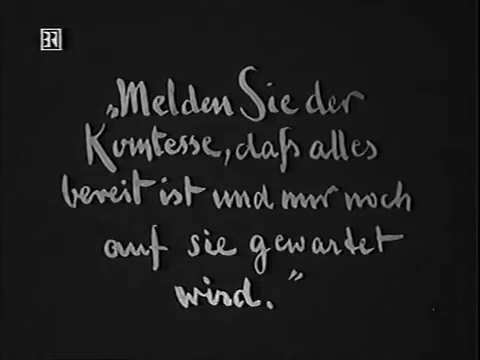 BR
„Melden Sie der
Komtesse, daß alles
bereit ist und nur noch
auf sie gewartet
wird.”